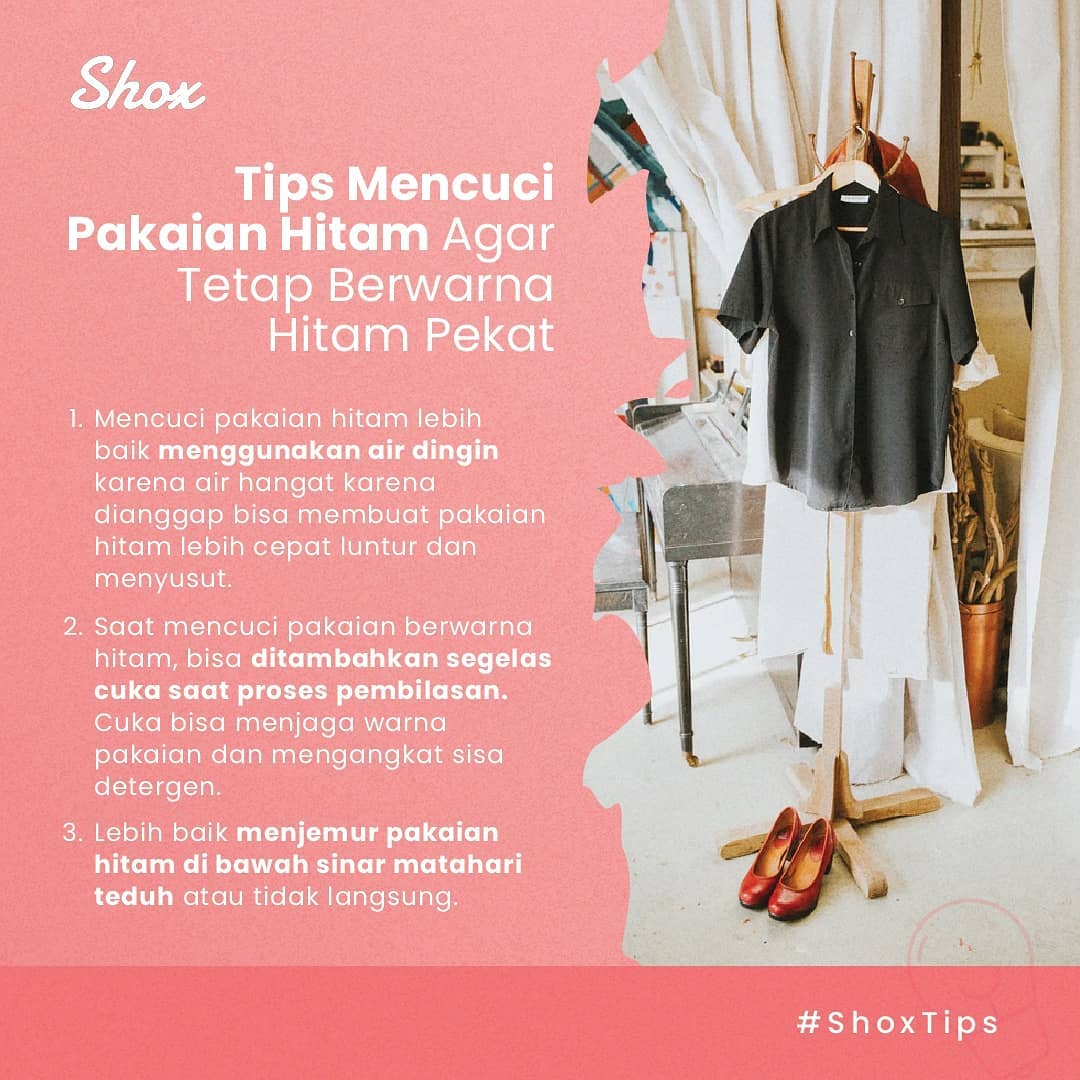 Shox
Tips Mencuci
Pakaian Hitam Agar
Tetap Berwarna
Hitam Pekat
1. Mencuci pakaian hitam lebih
baik menggunakan air dingin
karena air hangat karena
dianggap bisa membuat pakaian
hitam lebih cepat luntur dan
menyusut.
2. Saat mencuci pakaian berwarna
hitam, bisa ditambahkan segelas
cuka saat proses pembilasan.
Cuka bisa menjaga warna
pakaian dan mengangkat sisa
detergen.
3. Lebih baik menjemur pakaian
hitam di bawah sinar matahari
teduh atau tidak langsung.
#ShoxTips